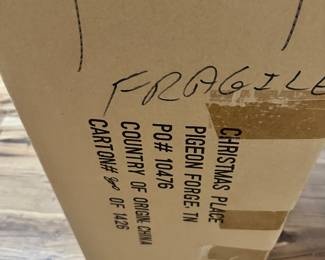 FRAGILE
CHRISTMAS PLACE
PIGEON FORGE, TN
PO# 10476
COUNTRY OF ORIGIN: CHINA
CARTON# OF 1426